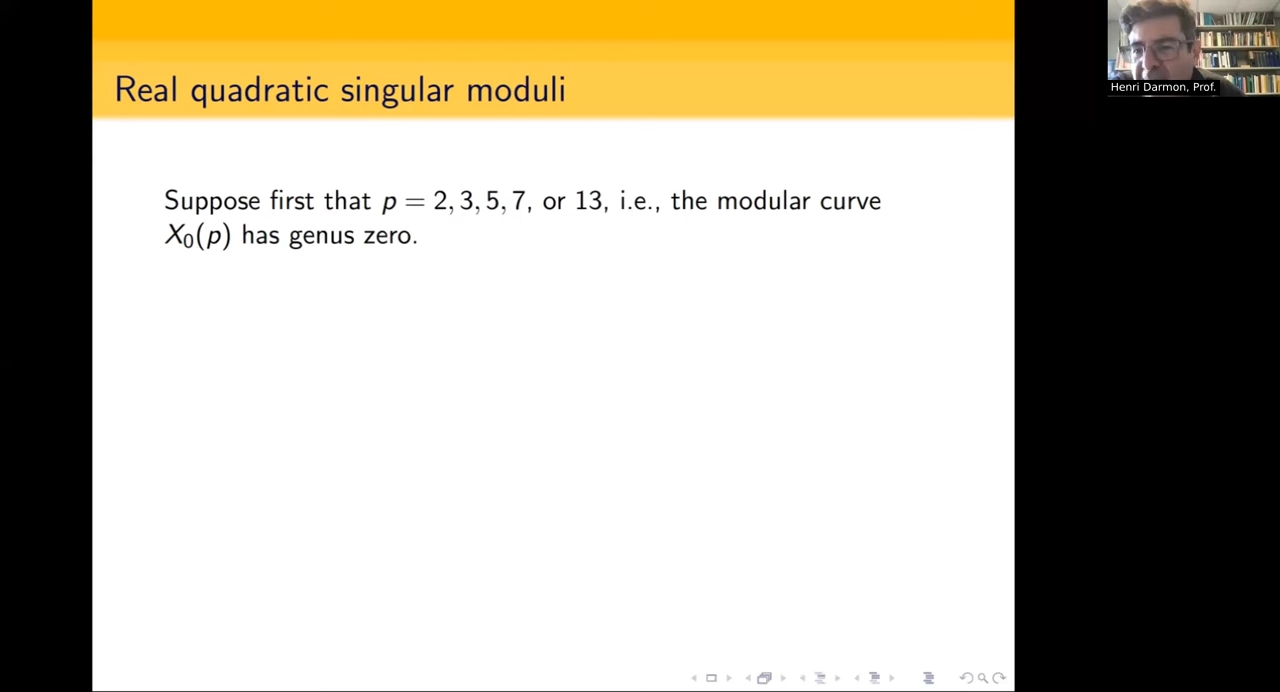 Real quadratic singular moduli
Henri Darmon, Prof.
Suppose first that p = 2, 3, 5, 7, or 13, i.e., the modular curve
X₀(p) has genus zero.